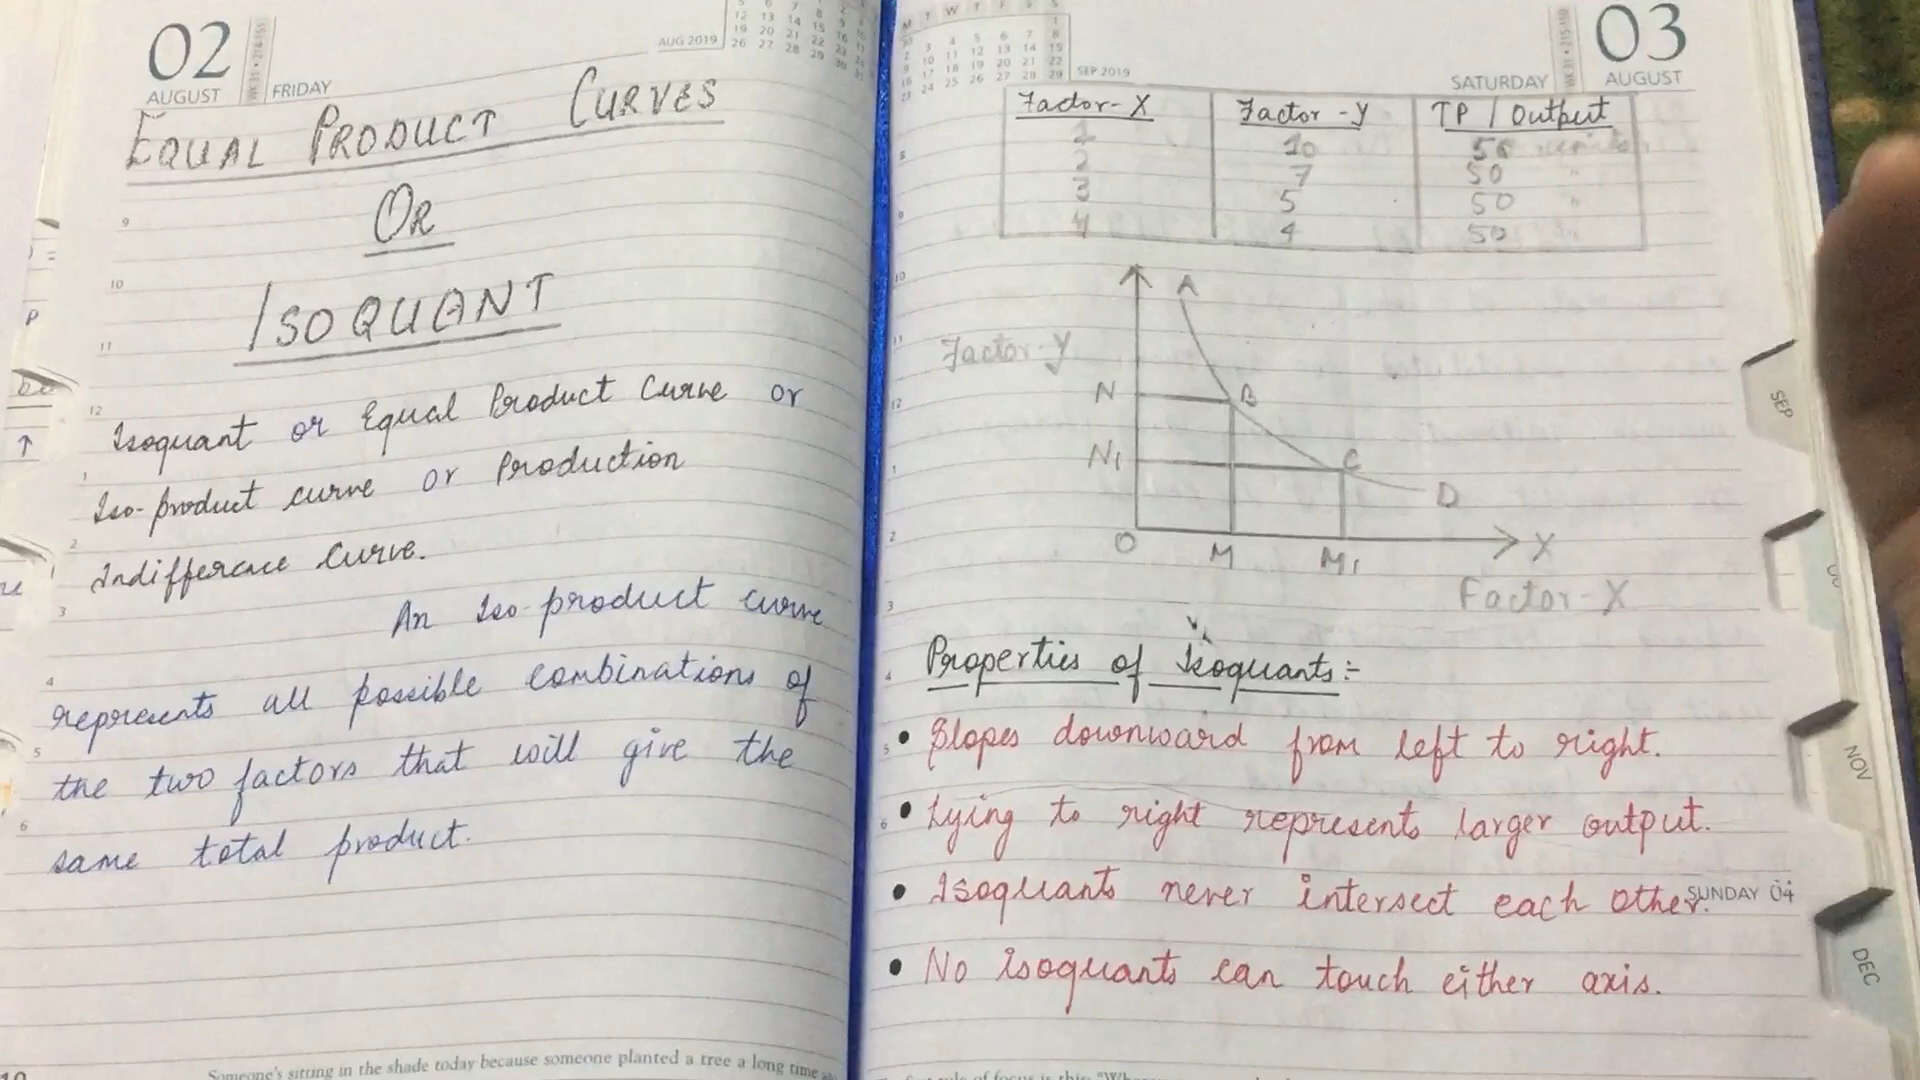 02
AUGUST
FRIDAY
AUG 2019
EQUAL PRODUCT CURVES
OR
ISOQUANT
Isoquant or Equal Product Curve or
Iso-product curve or Production
Indifference Curve.
An Iso-product curve
represents all possible combinations of
the two factors that will give the
same total product.
Someone's sitting in the shade today because someone planted a tree a long time
SEP 2019
SATURDAY
03
AUGUST
Factor-X Factor-Y TP / Output
1 10 50 units
2 7 50 "
3 5 50 "
4 4 50 "
A
Factor-Y
N B
N1 C
D
O M M1 X
Factor-X
Properties of Isoquants:-
• Slopes downward from left to right.
• Lying to right represents larger output.
• Isoquants never intersect each other.
SUNDAY 04
• No isoquants can touch either axis.
SEP
NOV
DEC